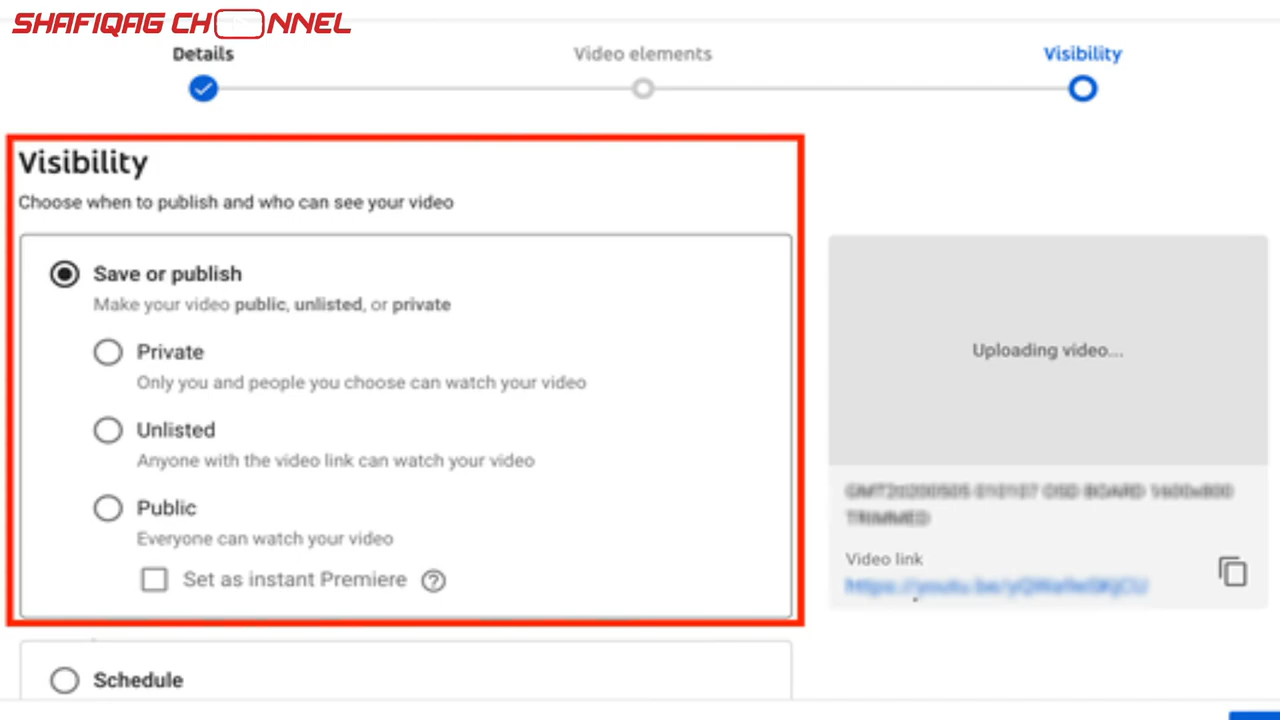 SHAFIQAG CH NNEL
Details
Video elements
Visibility
Visibility
Choose when to publish and who can see your video
Save or publish
Make your video public, unlisted, or private
Private
Only you and people you choose can watch your video
Unlisted
Anyone with the video link can watch your video
Public
Everyone can watch your video
Set as instant Premiere ?
Uploading video...
TRIMMED
Video link
Schedule